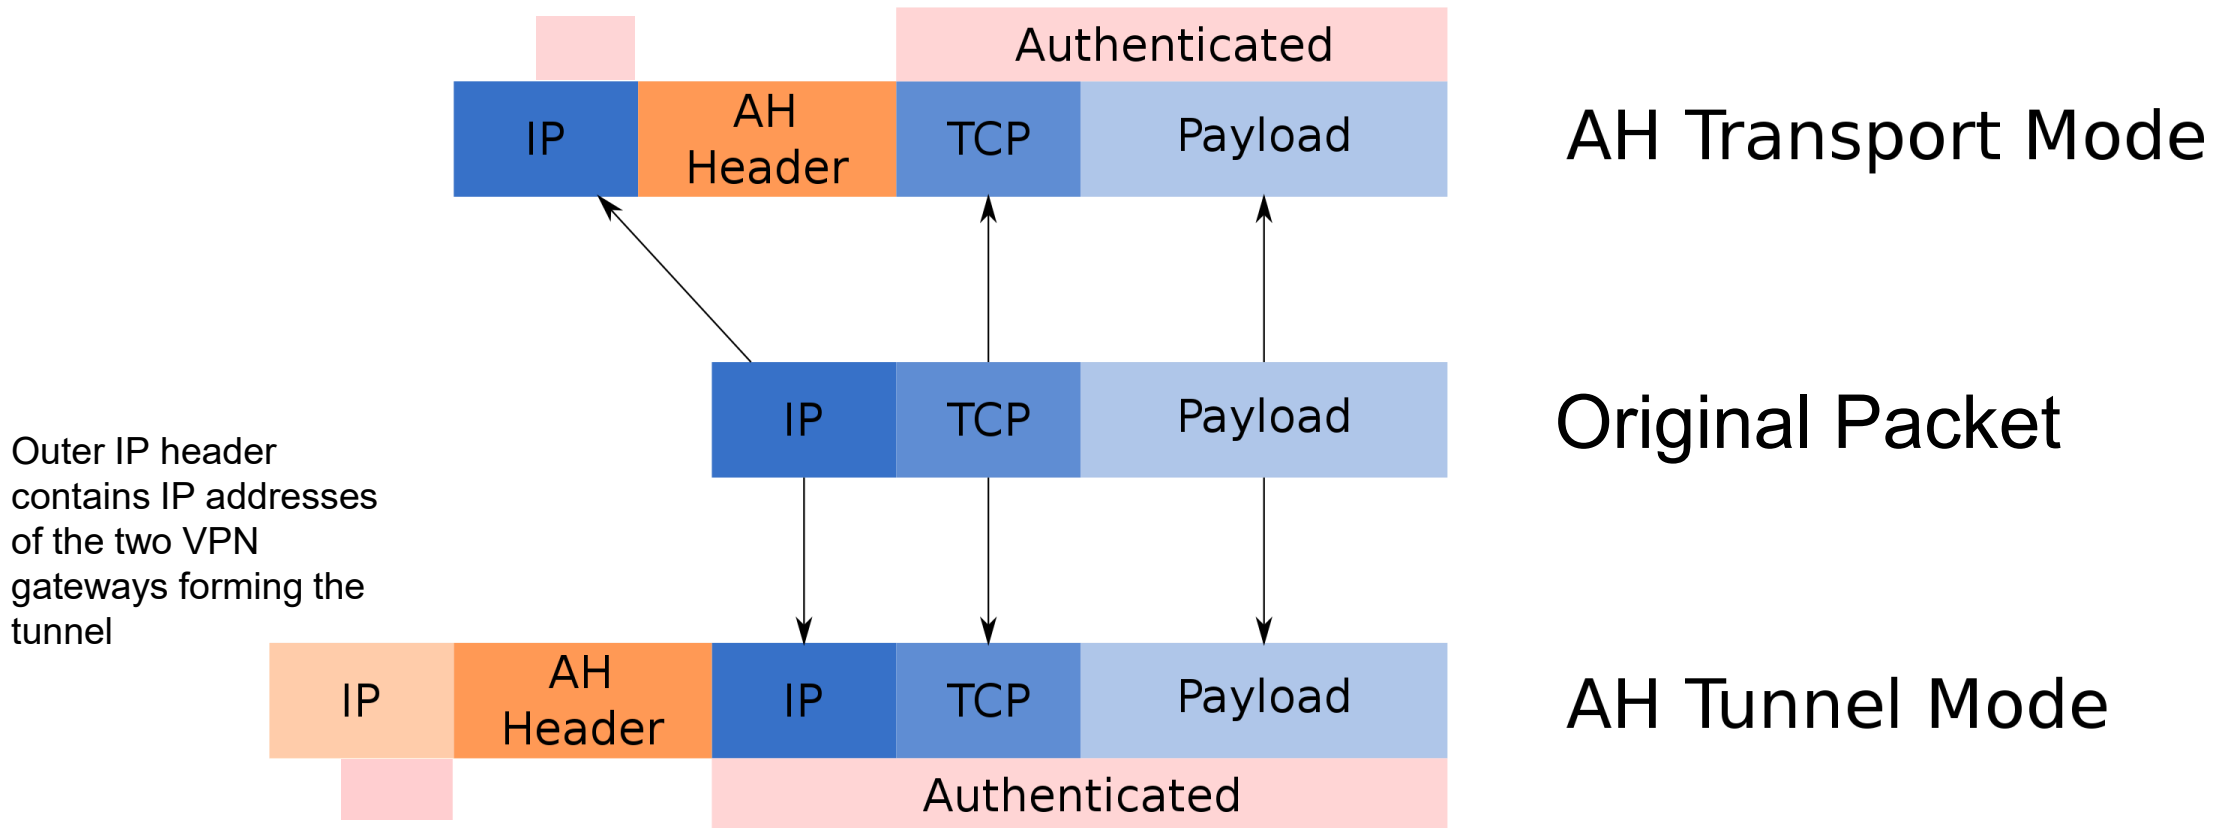 Authenticated
IP
AH
Header
TCP
Payload
AH Transport Mode
IP
TCP
Payload
Original Packet
Outer IP header
contains IP addresses
of the two VPN
gateways forming the
tunnel
IP
AH
Header
IP
TCP
Payload
AH Tunnel Mode
Authenticated